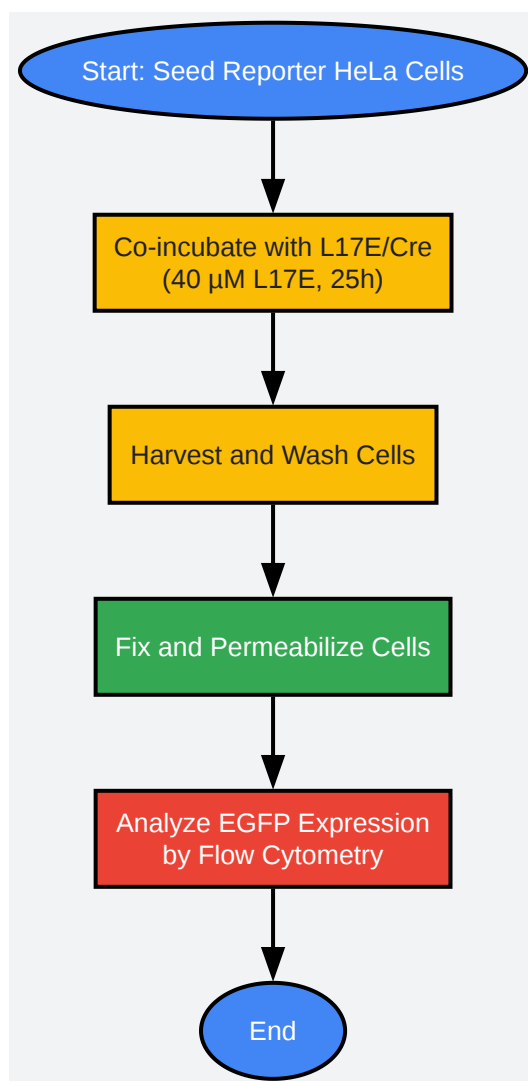 Start: Seed Reporter HeLa Cells
Co-incubate with L17E/Cre
(40 µM L17E, 25h)
Harvest and Wash Cells
Fix and Permeabilize Cells
Analyze EGFP Expression
by Flow Cytometry
End